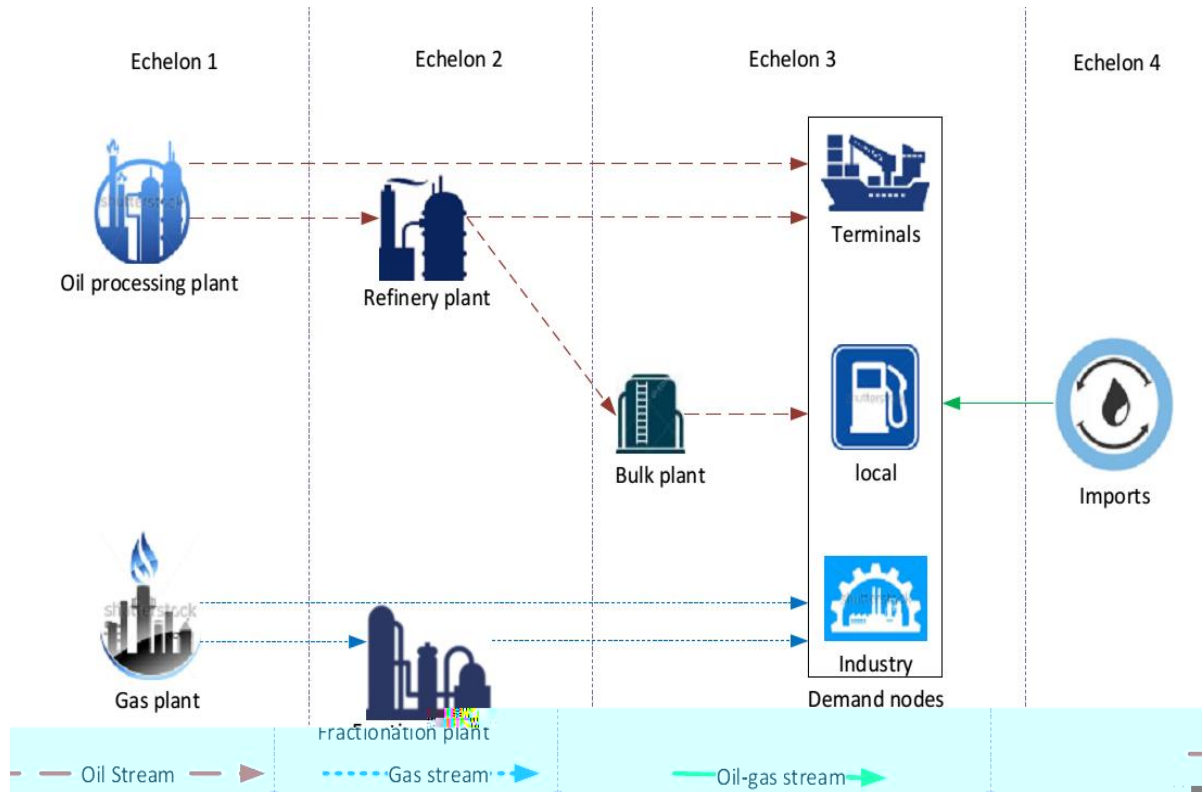 Echelon 1
Echelon 2
Echelon 3
Echelon 4
Terminals
Oil processing plant
Refinery plant
local
Bulk plant
Imports
Industry
Gas plant
Demand nodes
Fractionation plant
Oil Stream
Gas stream
Oil-gas stream